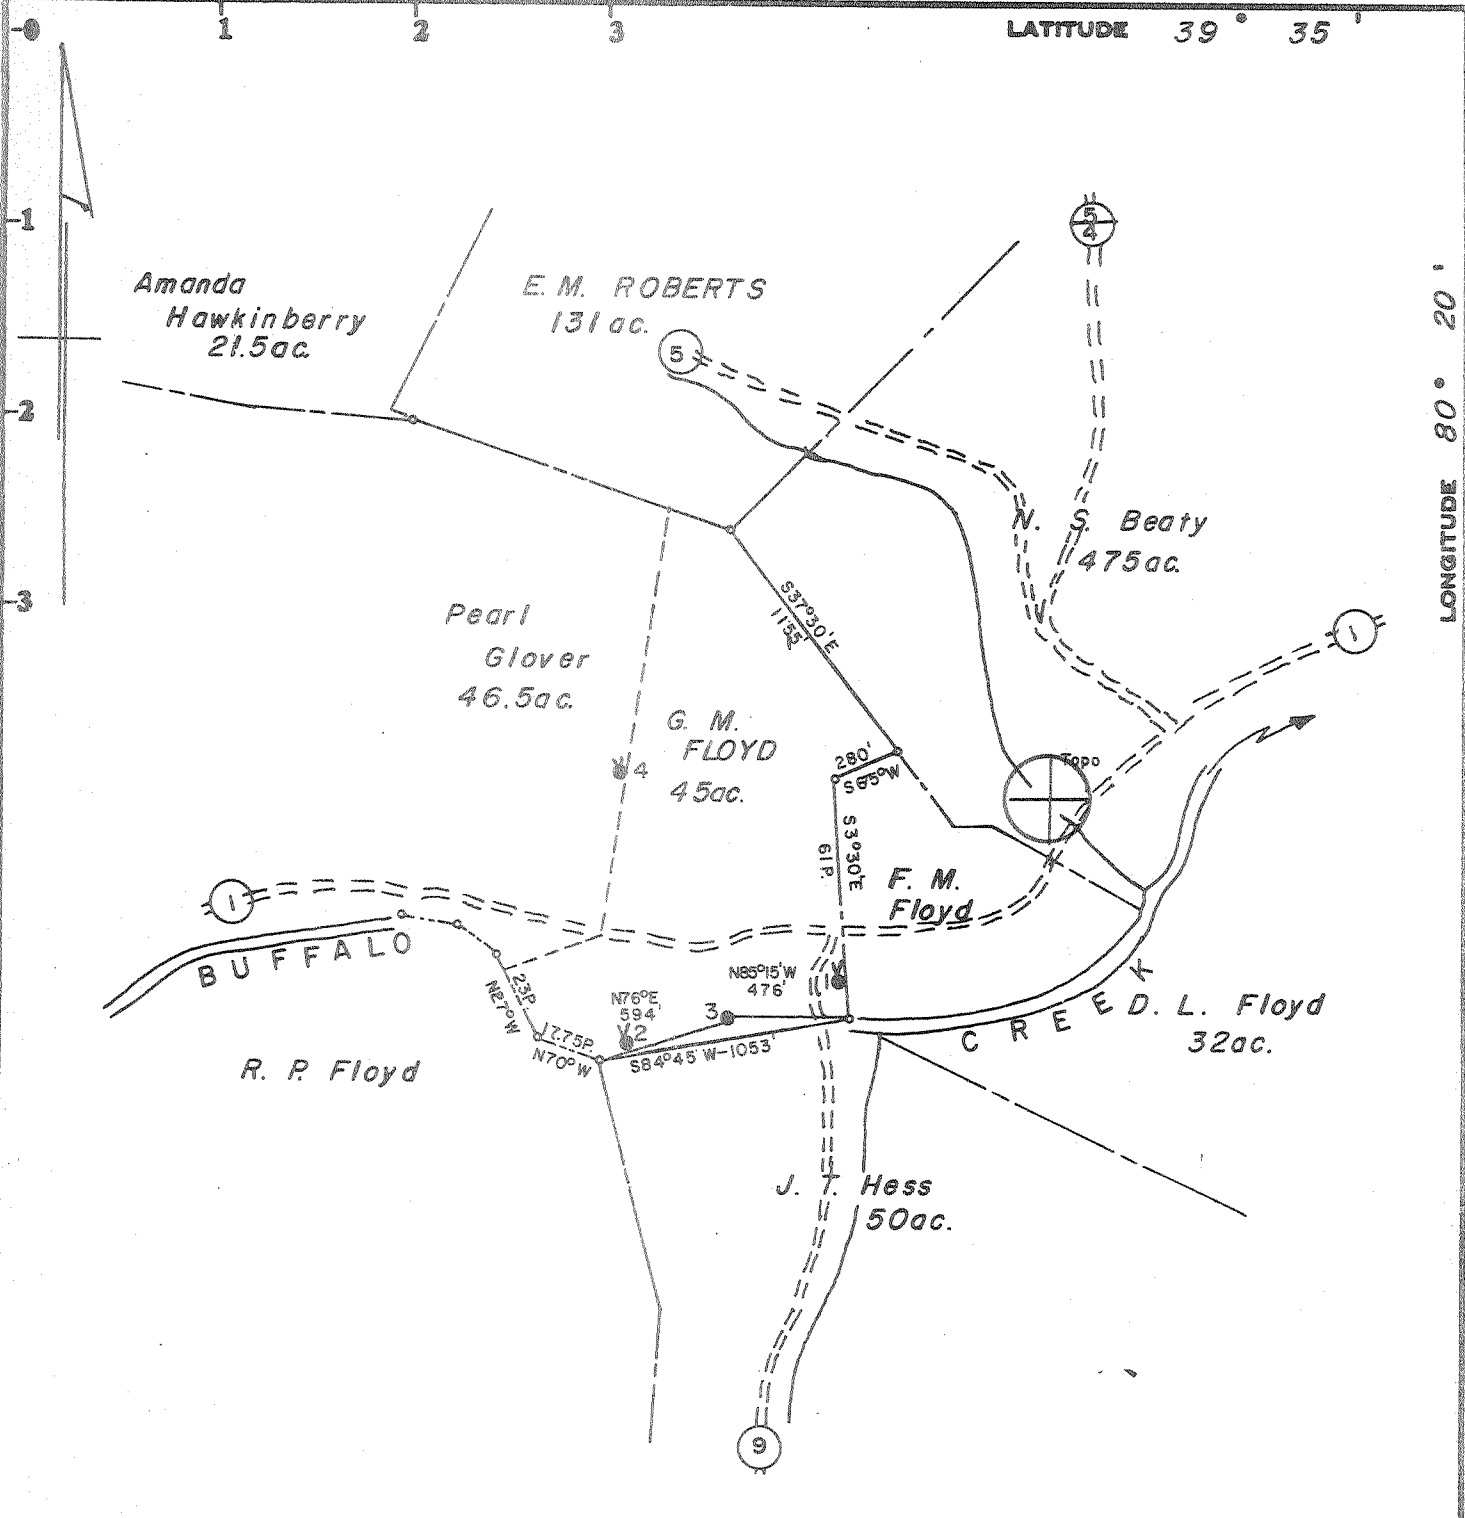 0
1
2
3
LATITUDE 39° 35'
1
2
3
LONGITUDE 80° 20'
5
4
Amanda
Hawkinberry
21.5ac.
E. M. ROBERTS
131ac.
5
N. S. Beaty
475ac.
S37°30'E
1155'
1
Pearl
Glover
46.5ac.
G. M.
FLOYD
45ac.
4
280'
S65°W
Topo
S3°30'E
61P.
F. M.
Floyd
1
BUFFALO
23P.
N27°W
17.75P.
N70°W
N76°E
594'
2
3
N85°15'W
476'
1
S84°45'W-1053'
CREEK
D. L. Floyd
32ac.
R. P. Floyd
J. T. Hess
50ac.
9